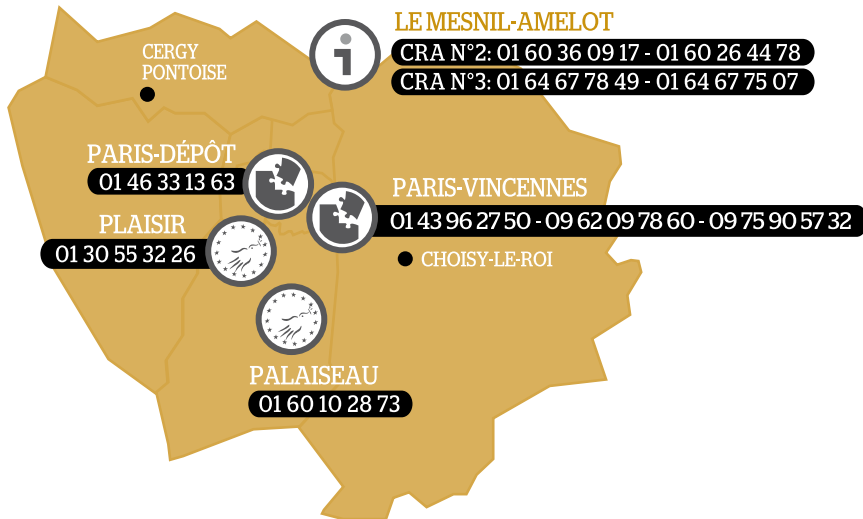 LE MESNIL-AMELOT
CRA N°2: 01 60 36 09 17 - 01 60 26 44 78
CRA N°3: 01 64 67 78 49 - 01 64 67 75 07
CERGY
PONTOISE
PARIS-DÉPÔT
01 46 33 13 63
PARIS-VINCENNES
01 43 96 27 50 - 09 62 09 78 60 - 09 75 90 57 32
PLAISIR
01 30 55 32 26
CHOISY-LE-ROI
PALAISEAU
01 60 10 28 73